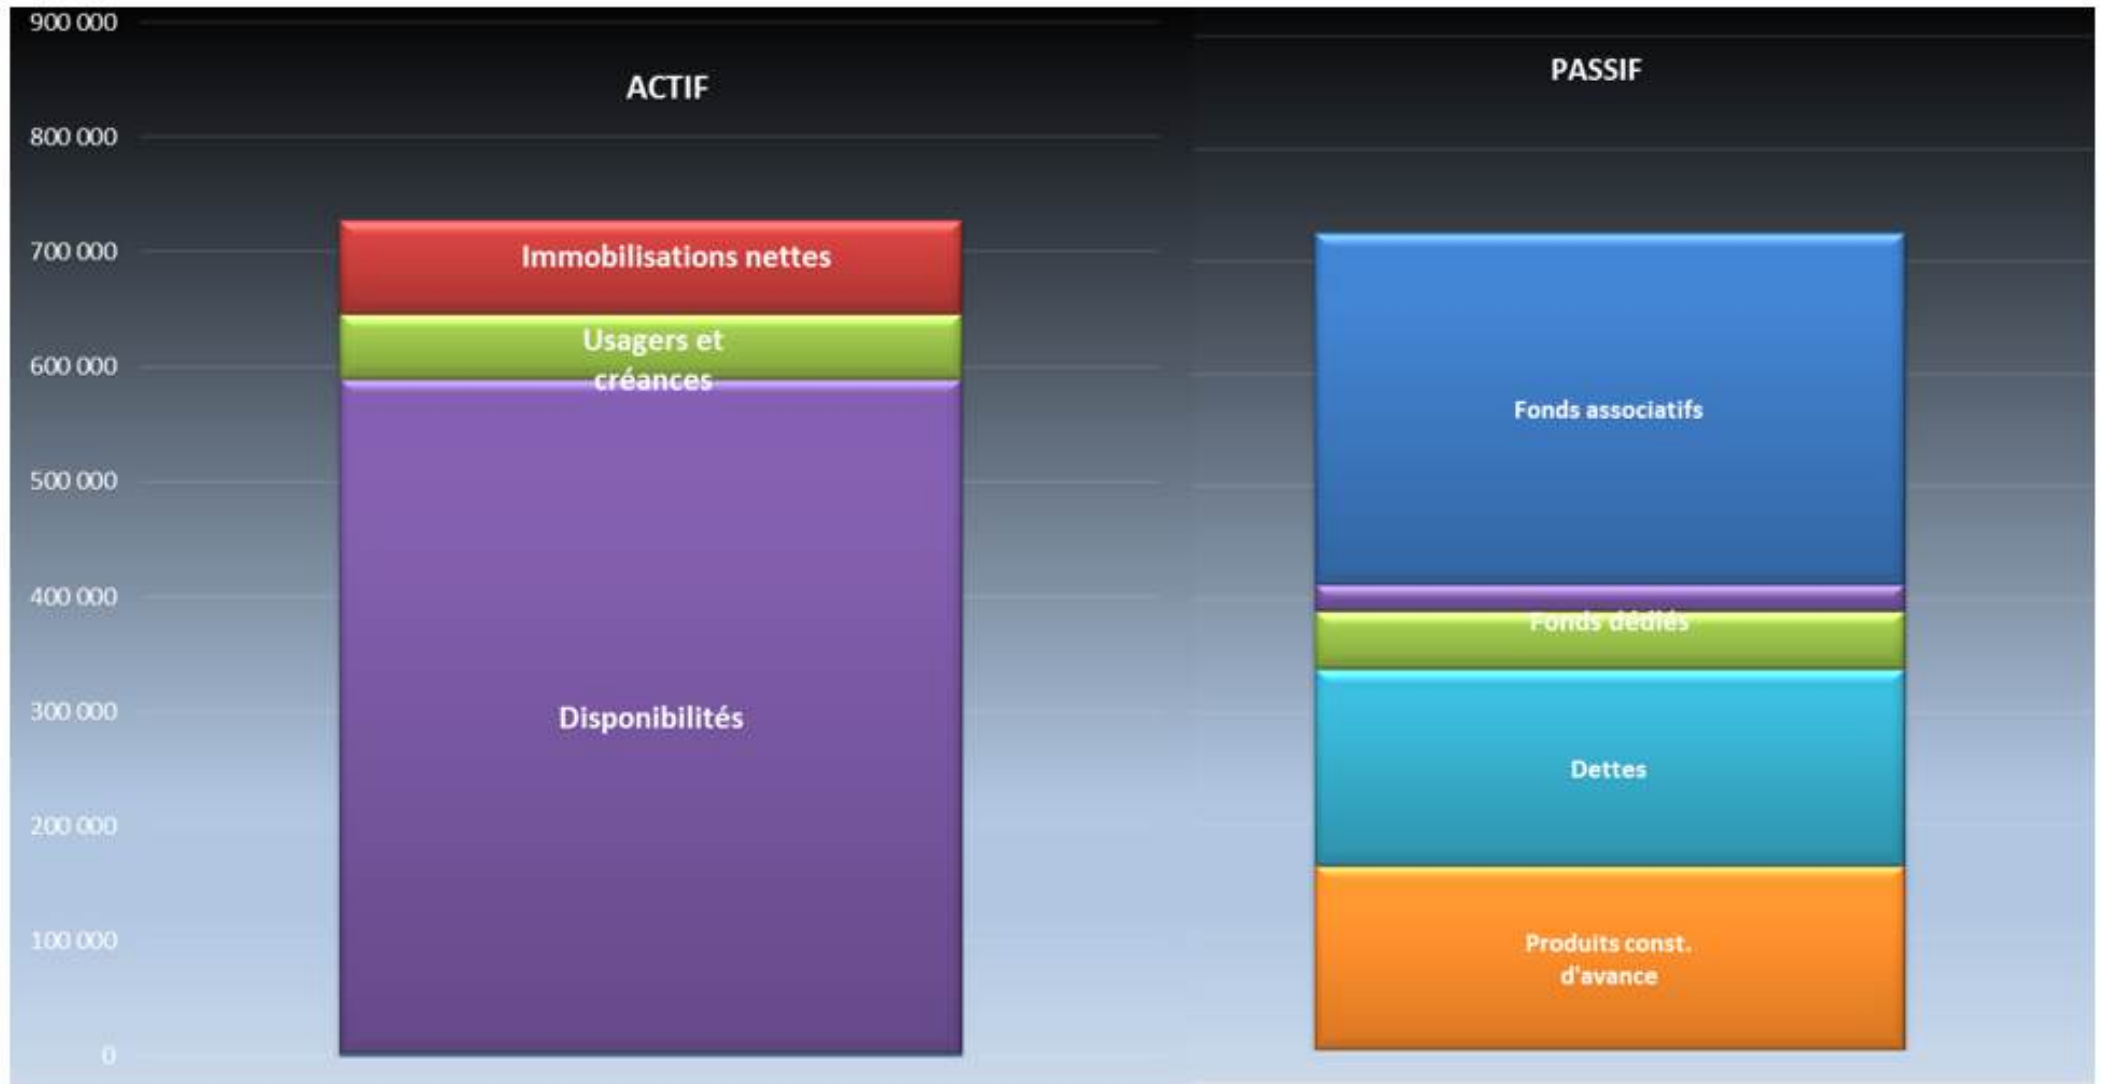 900 000
800 000
700 000
600 000
500 000
400 000
300 000
200 000
100 000
0
ACTIF
Immobilisations nettes
Usagers et
créances
Disponibilités
PASSIF
Fonds associatifs
Fonds dédiés
Dettes
Produits const.
d'avance